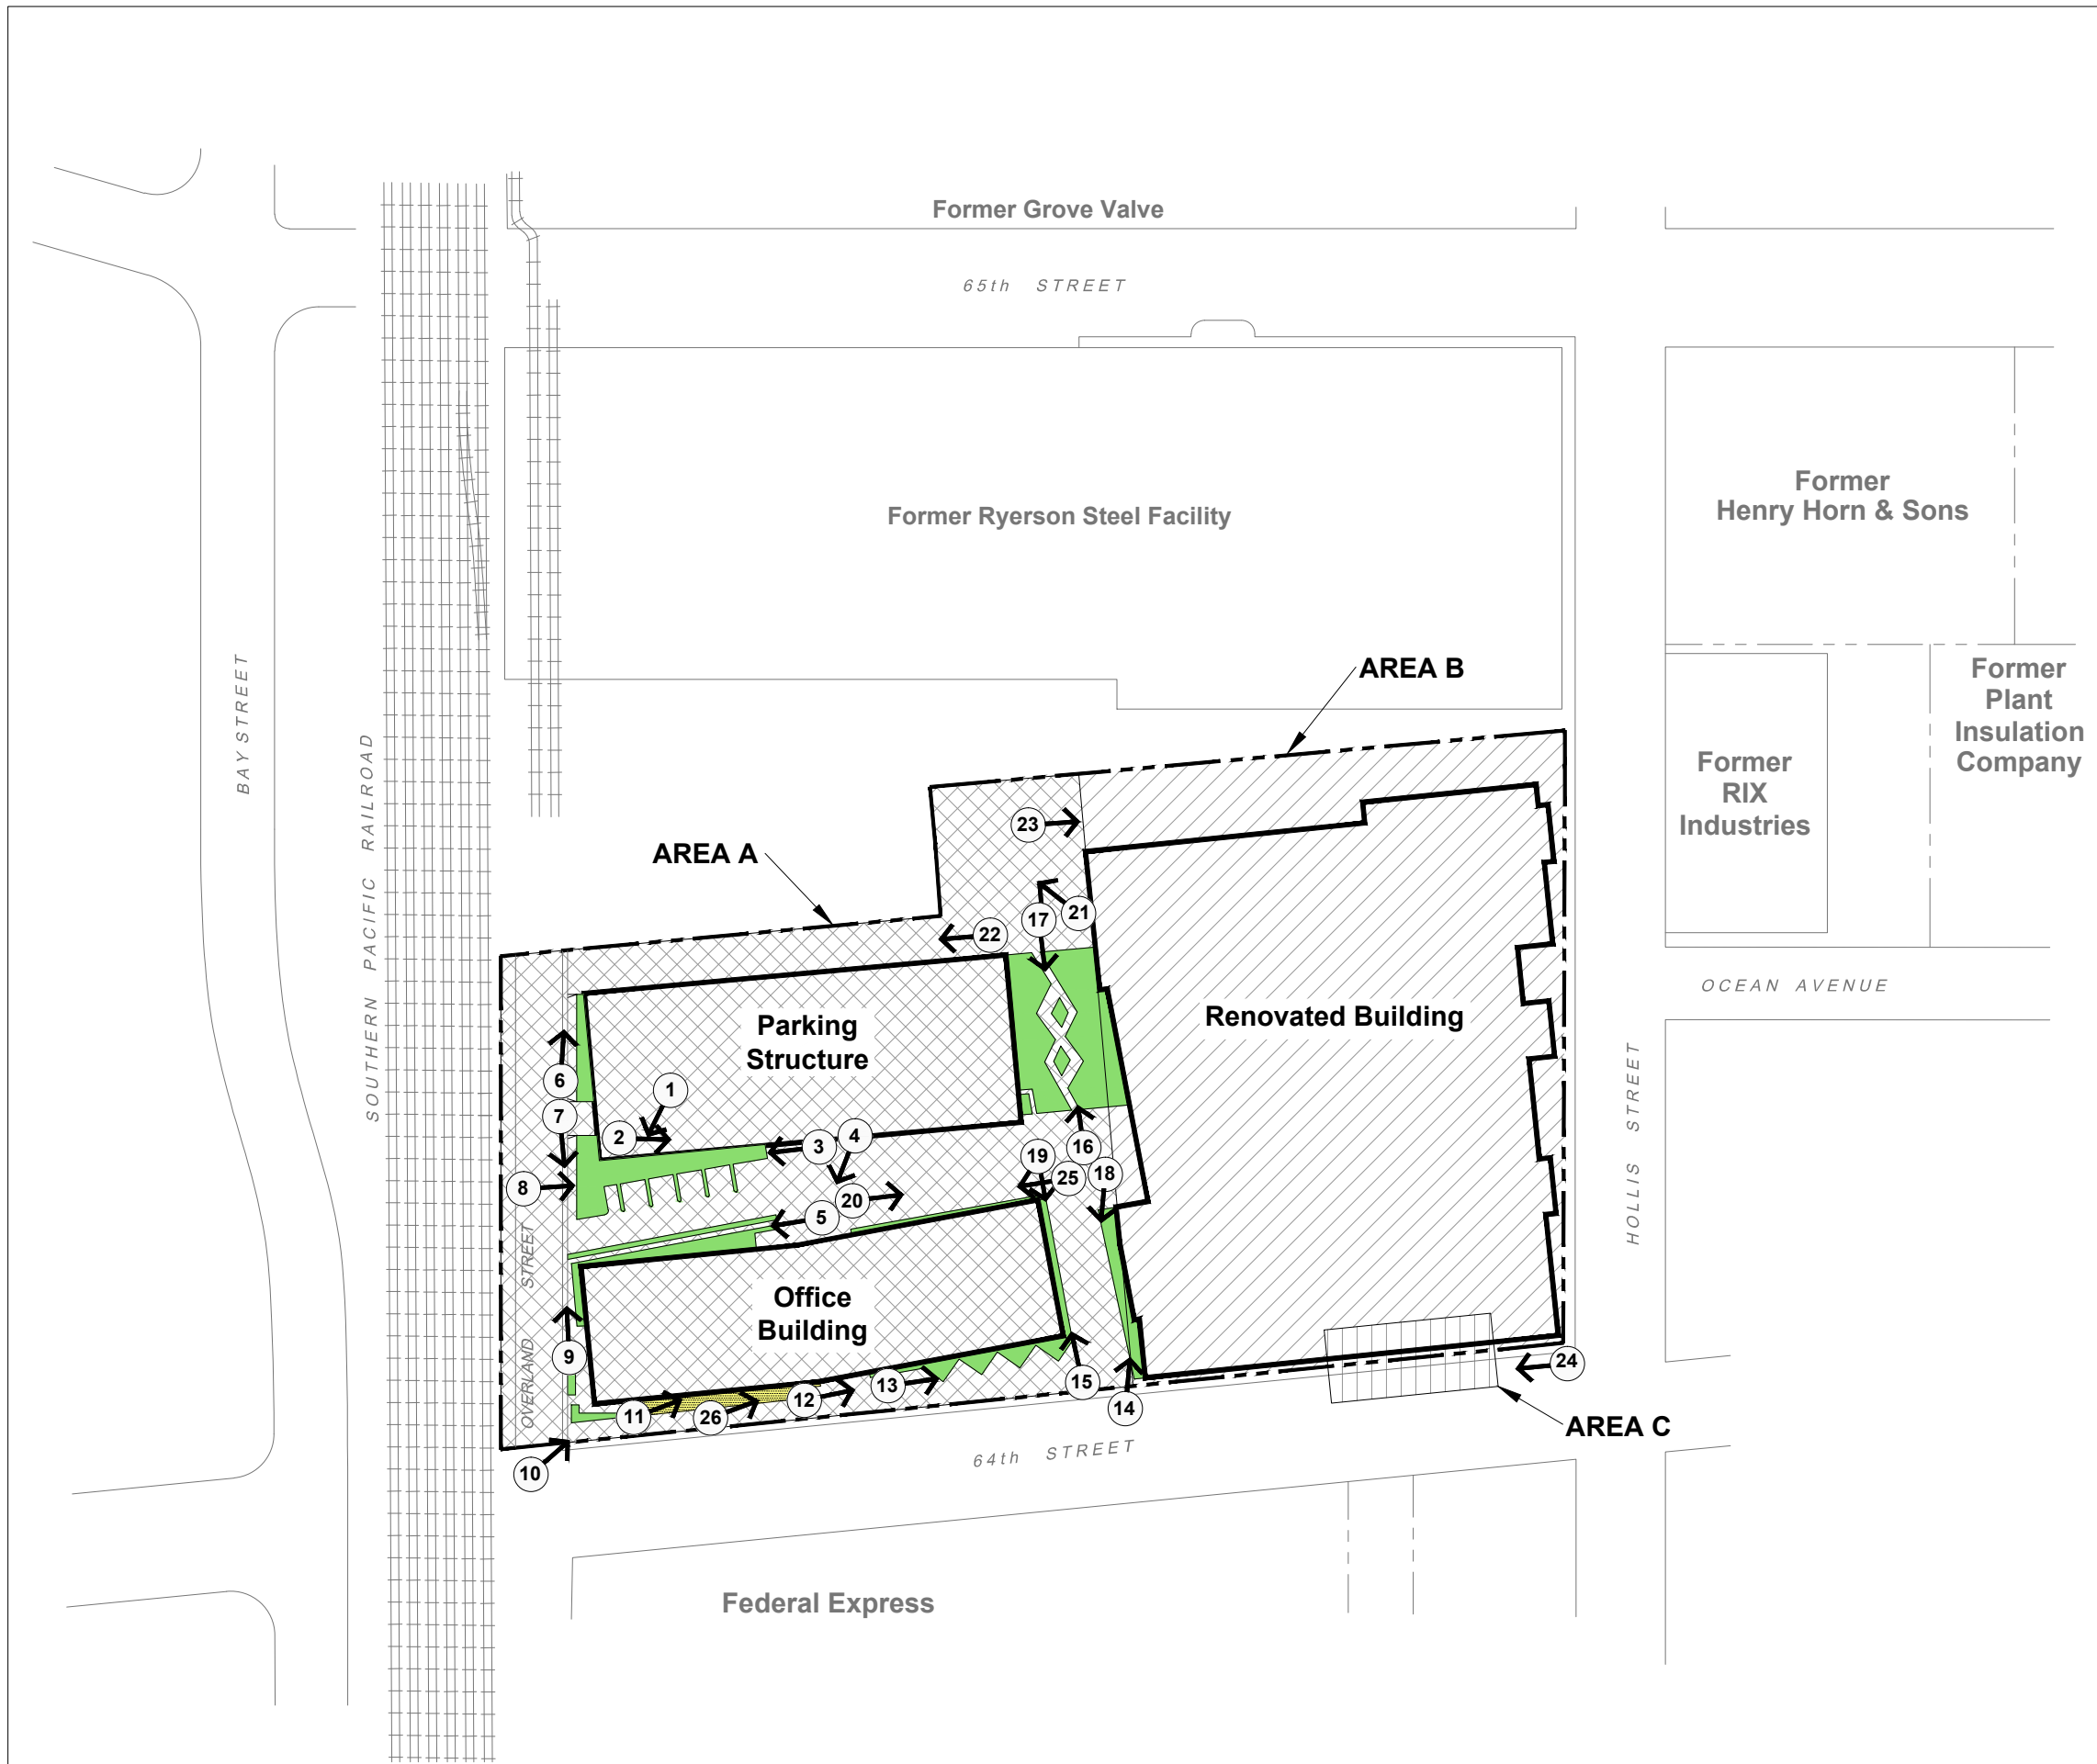 Former Grove Valve
65th STREET
Former Ryerson Steel Facility
Former
Henry Horn & Sons
BAY STREET
SOUTHERN PACIFIC RAILROAD
AREA B
Former
Plant
Insulation
Company
Former
RIX
Industries
AREA A
23
17
21
22
OCEAN AVENUE
Parking
Structure
Renovated Building
HOLLIS STREET
6
1
7
2
3
4
19
16
8
20
25
18
5
OVERLAND STREET
Office
Building
9
11
26
12
13
15
14
24
10
64th STREET
AREA C
Federal Express